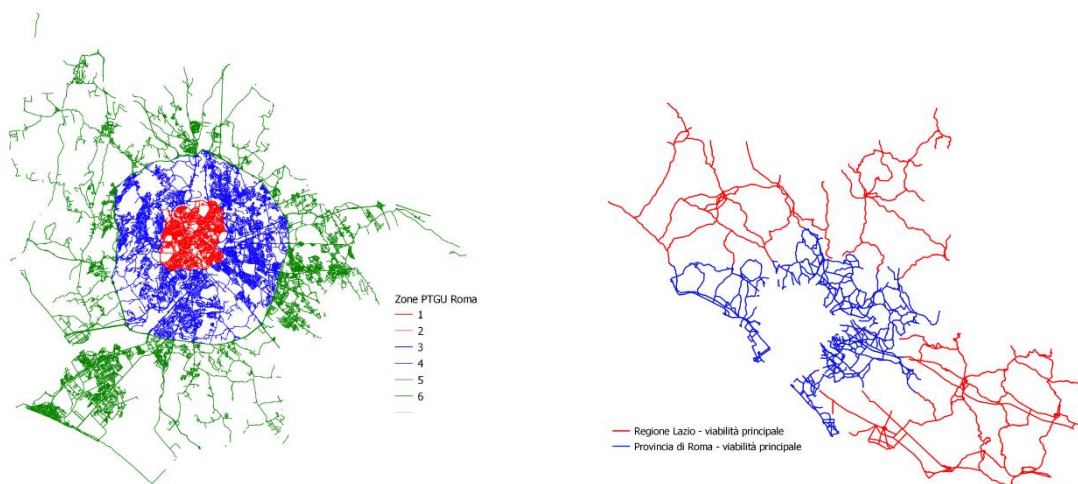 Zone PTGU Roma
1
2
3
4
5
6
Regione Lazio - viabilità principale
Provincia di Roma - viabilità principale